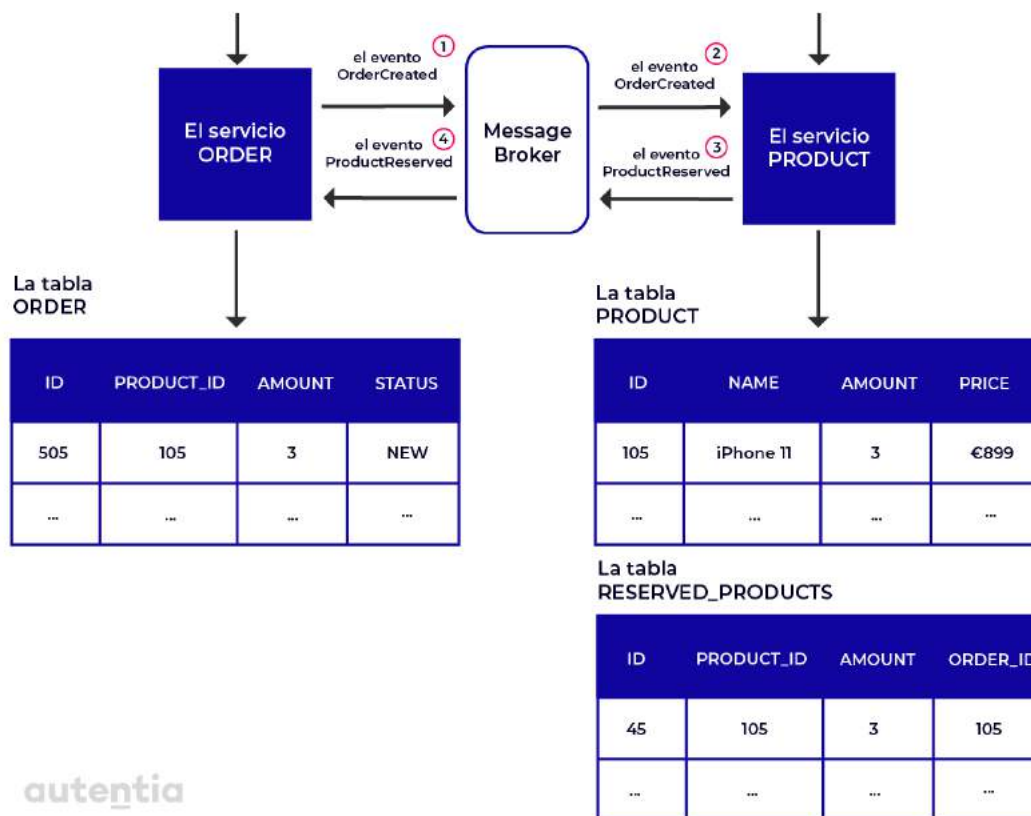 el evento 1
OrderCreated
el evento 2
OrderCreated
El servicio
ORDER
Message
Broker
El servicio
PRODUCT
el evento 4
ProductReserved
el evento 3
ProductReserved
La tabla
ORDER
ID PRODUCT_ID AMOUNT STATUS
505 105 3 NEW
... ... ... ...
La tabla
PRODUCT
ID NAME AMOUNT PRICE
105 iPhone 11 3 €899
... ... ... ...
La tabla
RESERVED_PRODUCTS
ID PRODUCT_ID AMOUNT ORDER_ID
45 105 3 105
... ... ... ...
autentia